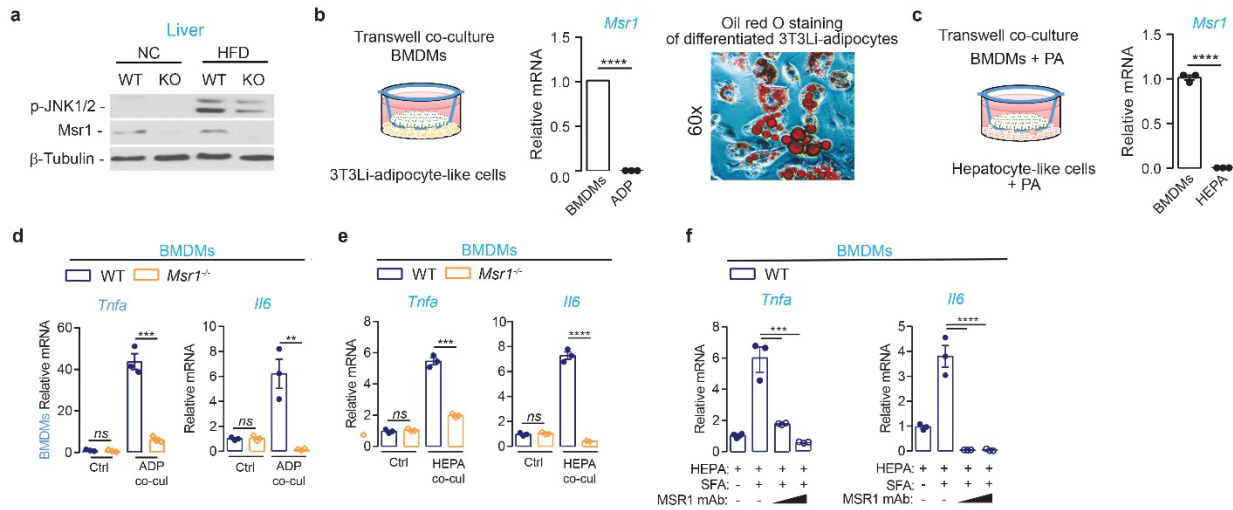 a
Liver
NC HFD
WT KO WT KO
p-JNK1/2 -
Msr1 -
β-Tubulin -
b
Transwell co-culture
BMDMs
3T3Li-adipocyte-like cells
Msr1
****
Relative mRNA
1.5
1.0
0.5
0.0
BMDMs
ADP
Oil red O staining
of differentiated 3T3Li-adipocytes
60x
c
Transwell co-culture
BMDMs + PA
Hepatocyte-like cells
+ PA
Msr1
****
Relative mRNA
1.5
1.0
0.5
0.0
BMDMs
HEPA
d
BMDMs
WT Msr1-/-
Tnfa
BMDMs Relative mRNA
60
40
20
0
ns
***
Ctrl ADP
co-cul
Il6
Relative mRNA
10
8
6
4
2
0
ns
**
Ctrl ADP
co-cul
e
BMDMs
WT Msr1-/-
Tnfa
Relative mRNA
8
6
4
2
0
ns
***
Ctrl HEPA
co-cul
Il6
Relative mRNA
10
8
6
4
2
0
ns
****
Ctrl HEPA
co-cul
f
BMDMs
WT
Tnfa
Relative mRNA
8
6
4
2
0
***
HEPA: + + + +
SFA: - + + +
MSR1 mAb: - -
Il6
Relative mRNA
5
4
3
2
1
0
****
HEPA: + + + +
SFA: - + + +
MSR1 mAb: - -